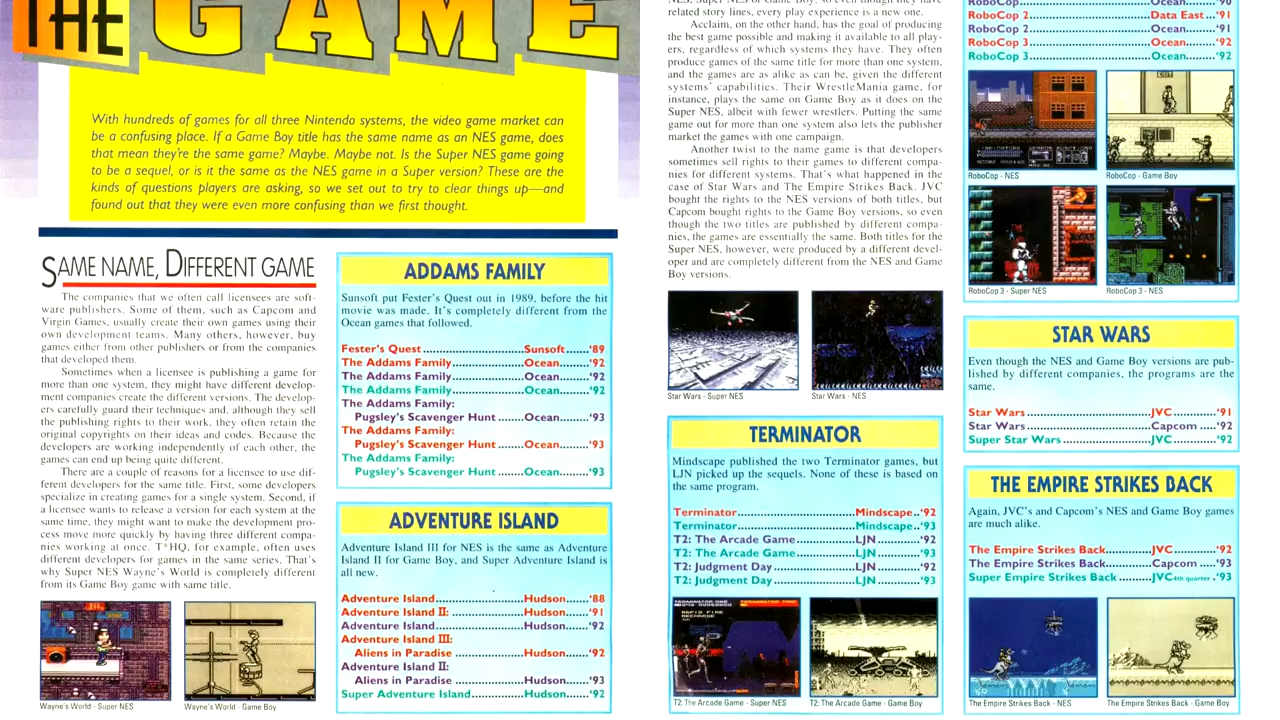 THE GAME
With hundreds of games for all three Nintendo systems, the video game market can
be a confusing place. If a Game Boy title has the same name as an NES game, does
that mean they're the same game? Maybe. Maybe not. Is the Super NES game going
to be a sequel, or is it the same as the NES game in a Super version? These are the
kinds of questions players are asking, so we set out to try to clear things up—and
found out that they were even more confusing than we first thought.
SAME NAME, DIFFERENT GAME
The companies that we often call licensees are soft-
ware publishers. Some of them, such as Capcom and
Virgin Games, usually create their own games using their
own development teams. Many others, however, buy
games either from other publishers or from the companies
that developed them.
Sometimes when a licensee is publishing a game for
more than one system, they might have different develop-
ment companies create the different versions. The develop-
ers carefully guard their techniques and, although they sell
the publishing rights to their work, they often retain the
original copyrights on their ideas and codes. Because the
developers are working independently of each other, the
games can end up being quite different.
There are a couple of reasons for a licensee to use dif-
ferent developers for the same title. First, some developers
specialize in creating games for a single system. Second, if
a licensee wants to release a version for each system at the
same time, they might want to make the development pro-
cess move more quickly by having three different compa-
nies working at once. T*HQ, for example, often uses
different developers for games in the same series. That's
why Super NES Wayne's World is completely different
from its Game Boy game with same title.
Wayne's World - Super NES
Wayne's World - Game Boy
ADDAMS FAMILY
Sunsoft put Fester's Quest out in 1989, before the hit
movie was made. It's completely different from the
Ocean games that followed.
Fester's Quest ..........Sunsoft......'89
The Addams Family..........Ocean.......'92
The Addams Family..........Ocean.......'92
The Addams Family..........Ocean.......'92
The Addams Family:
Pugsley's Scavenger Hunt .......Ocean.......'93
The Addams Family:
Pugsley's Scavenger Hunt .......Ocean.......'93
The Addams Family:
Pugsley's Scavenger Hunt .......Ocean.......'93
ADVENTURE ISLAND
Adventure Island III for NES is the same as Adventure
Island II for Game Boy, and Super Adventure Island is
all new.
Adventure Island..........Hudson......'88
Adventure Island II: ..........Hudson......'91
Adventure Island..........Hudson......'92
Adventure Island III:
Aliens in Paradise ..........Hudson......'92
Adventure Island II:
Aliens in Paradise ..........Hudson......'93
Super Adventure Island..........Hudson......'92
related story lines, every play experience is a new one.
Acclaim, on the other hand, has the goal of producing
the best game possible and making it available to all play-
ers, regardless of which systems they have. They often
produce games of the same title for more than one system,
and the games are as alike as can be, given the different
systems' capabilities. Their WrestleMania game, for
instance, plays the same on Game Boy as it does on the
Super NES, albeit with fewer wrestlers. Putting the same
game out for more than one system also lets the publisher
market the games with one campaign.
Another twist to the name game is that developers
sometimes sell rights to their games to different compa-
nies for different systems. That's what happened in the
case of Star Wars and The Empire Strikes Back. JVC
bought the rights to the NES versions of both titles, but
Capcom bought rights to the Game Boy versions, so even
though the two titles are published by different compa-
nies, the games are essentially the same. Both titles for the
Super NES, however, were produced by a different devel-
oper and are completely different from the NES and Game
Boy versions.
Star Wars - Super NES
Star Wars - NES
TERMINATOR
Mindscape published the two Terminator games, but
LJN picked up the sequels. None of these is based on
the same program.
Terminator..........Mindscape..'92
Terminator..........Mindscape..'93
T2: The Arcade Game..........LJN..........'92
T2: The Arcade Game..........LJN..........'93
T2: Judgment Day..........LJN..........'92
T2: Judgment Day..........LJN..........'93
T2: The Arcade Game - Super NES
T2: The Arcade Game - Game Boy
RoboCop..........Ocean.......'90
RoboCop 2..........Data East...'91
RoboCop 2..........Ocean.......'91
RoboCop 3..........Ocean.......'92
RoboCop 3..........Ocean.......'92
RoboCop - NES
RoboCop - Game Boy
RoboCop 3 - Super NES
RoboCop 3 - NES
STAR WARS
Even though the NES and Game Boy versions are pub-
lished by different companies, the programs are the
same.
Star Wars..........JVC..........'91
Star Wars..........Capcom ....'92
Super Star Wars..........JVC..........'92
THE EMPIRE STRIKES BACK
Again, JVC's and Capcom's NES and Game Boy games
are much alike.
The Empire Strikes Back..........JVC..........'92
The Empire Strikes Back..........Capcom ....'93
Super Empire Strikes Back ........JVC 4th quarter .'93
The Empire Strikes Back - NES
The Empire Strikes Back - Game Boy